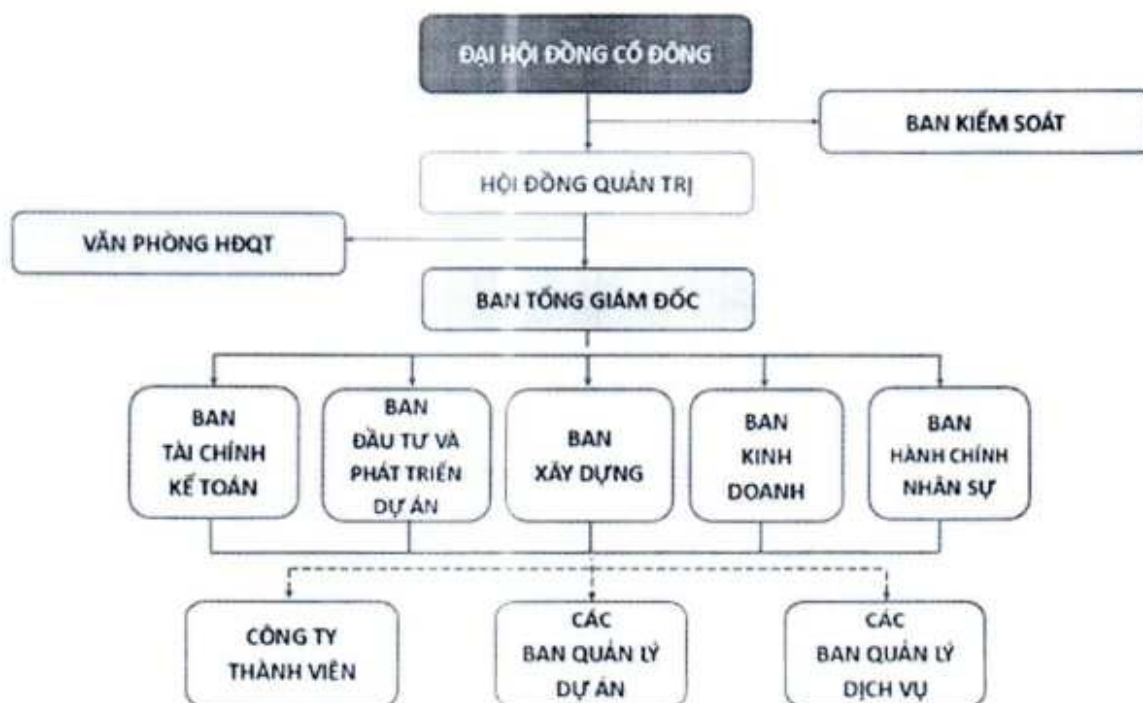 ĐẠI HỘI ĐỒNG CỔ ĐÔNG
BAN KIỂM SOÁT
HỘI ĐỒNG QUẢN TRỊ
VĂN PHÒNG HĐQT
BAN TỔNG GIÁM ĐỐC
BAN
TÀI CHÍNH
KẾ TOÁN
BAN
ĐẦU TƯ VÀ
PHÁT TRIỂN
DỰ ÁN
BAN
XÂY DỰNG
BAN
KINH
DOANH
BAN
HÀNH CHÍNH
NHÂN SỰ
CÔNG TY
THÀNH VIÊN
CÁC
BAN QUẢN LÝ
DỰ ÁN
CÁC
BAN QUẢN LÝ
DỊCH VỤ